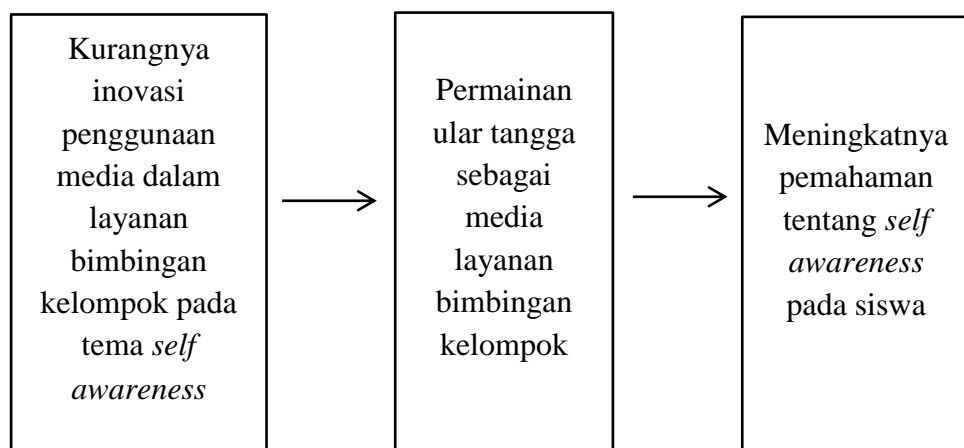 Kurangnya
inovasi
penggunaan
media dalam
layanan
bimbingan
kelompok pada
tema self
awareness
Permainan
ular tangga
sebagai
media
layanan
bimbingan
kelompok
Meningkatnya
pemahaman
tentang self
awareness
pada siswa